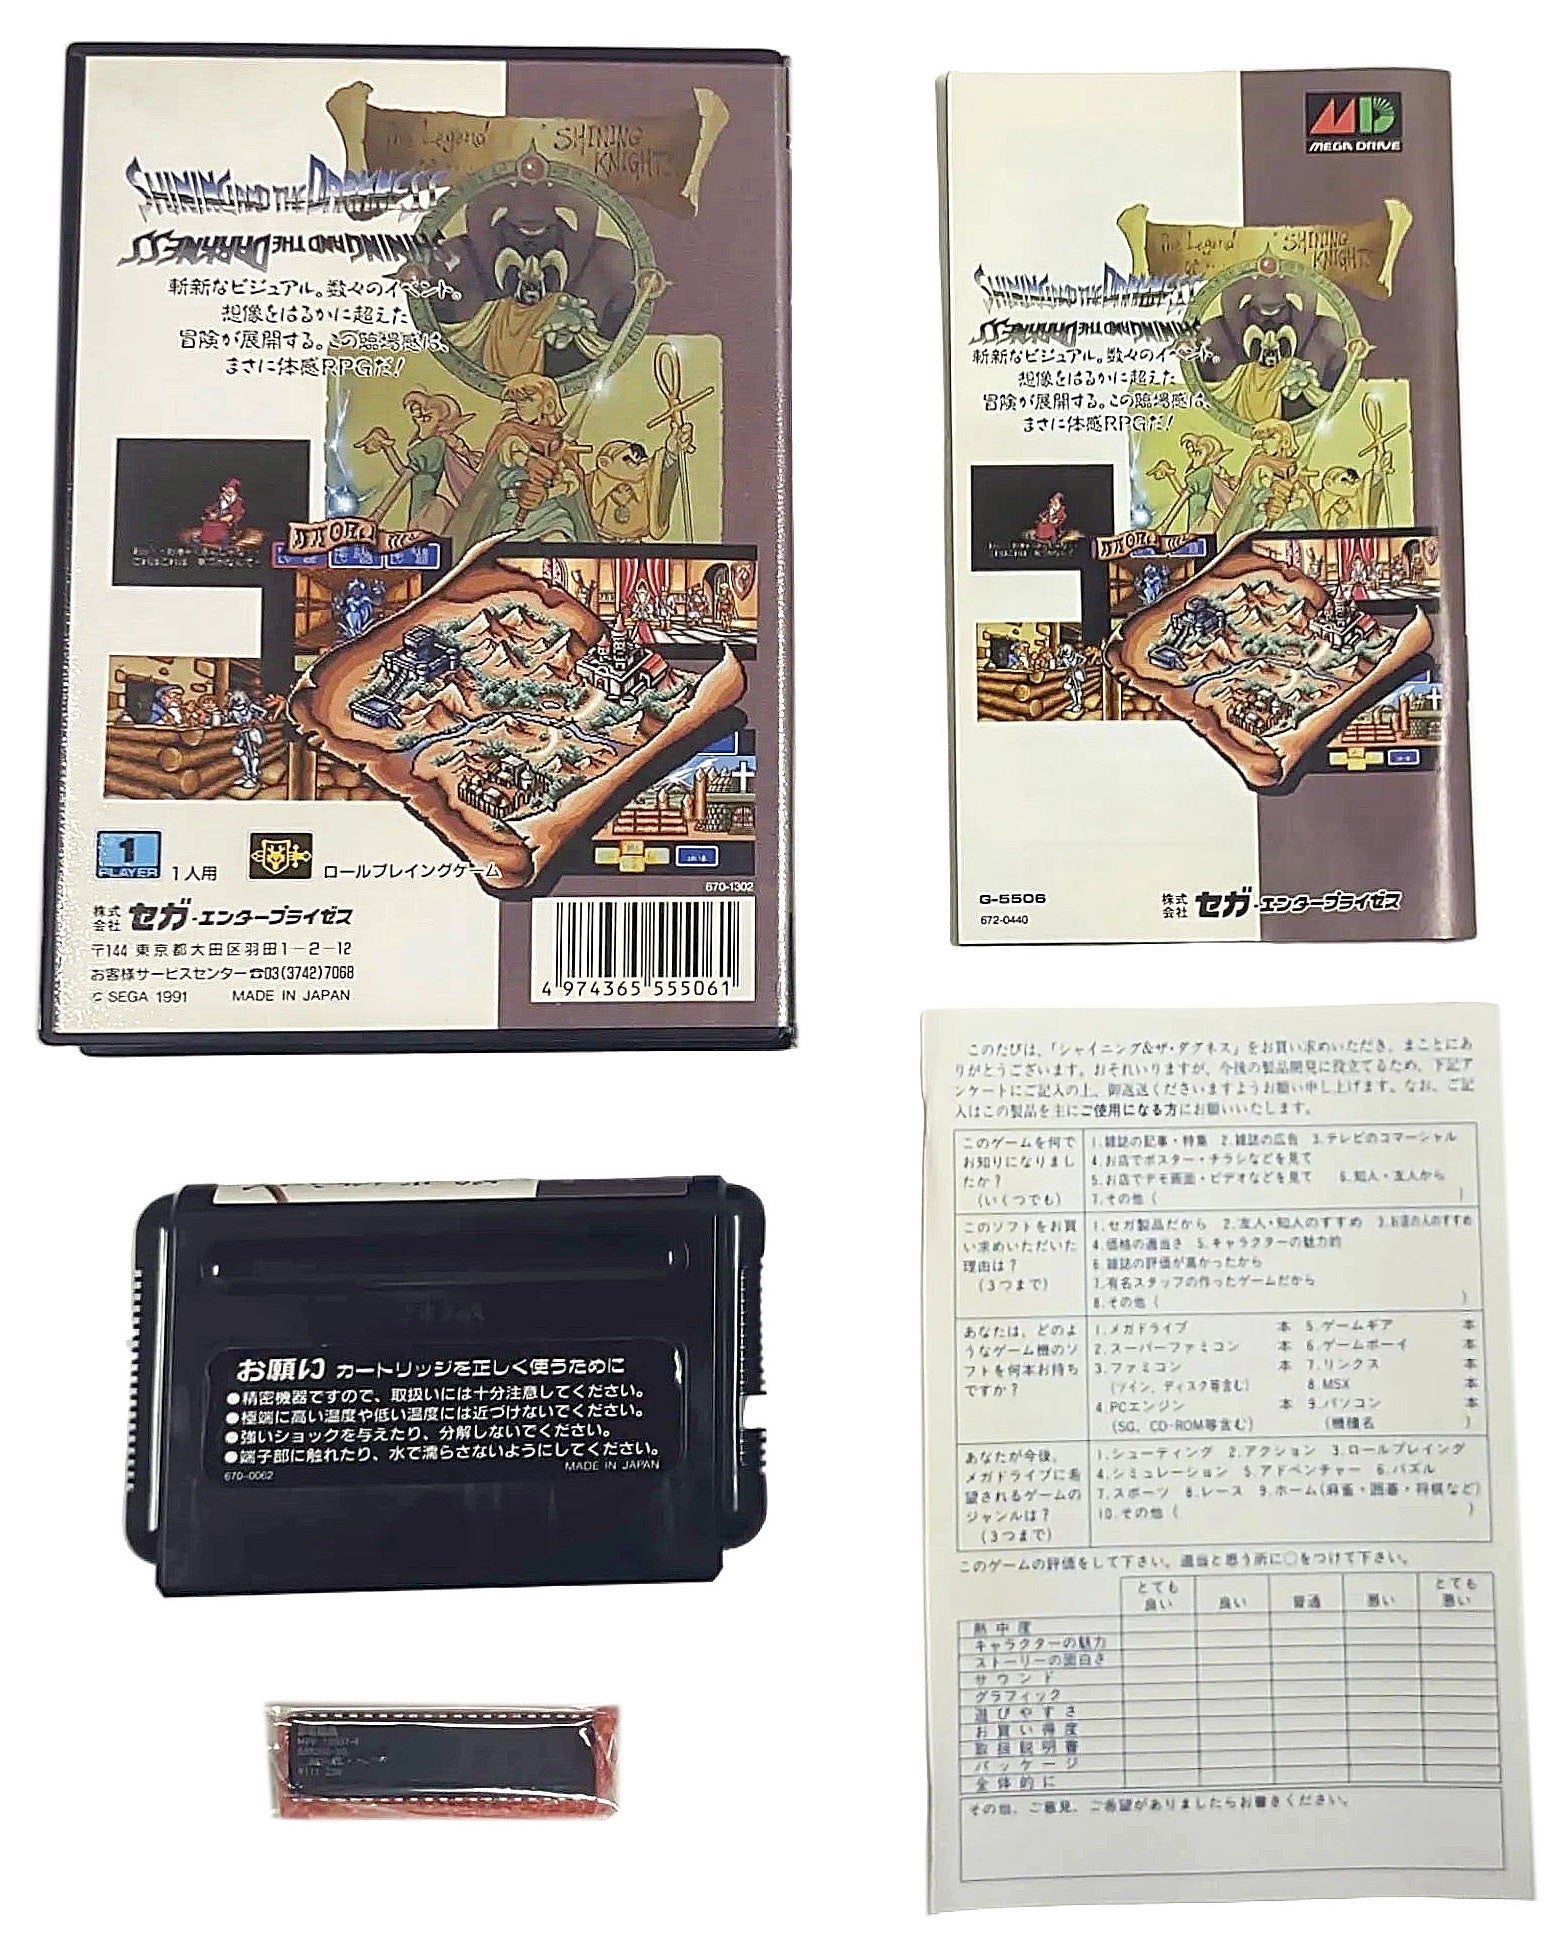 The Legend
SHINING
KNIGHTS
SHINING AND THE DARKNESS
SHINING AND THE DARKNESS
斬新なビジュアル。数々のイベント。
想像をはるかに超えた
冒険が展開する。この臨場感は、
まさに体感RPGだ!
1
PLAYER
1人用
ロールプレイングゲーム
670-1302
株式会社 セガ・エンタープライゼス
〒144 東京都大田区羽田1-2-12
お客様サービスセンター☎03(3742)7068
© SEGA 1991 MADE IN JAPAN
4 974365 555061
MEGA DRIVE
The Legend
SHINING
KNIGHTS
SHINING AND THE DARKNESS
SHINING AND THE DARKNESS
斬新なビジュアル。数々のイベント。
想像をはるかに超えた
冒険が展開する。この臨場感は、
まさに体感RPGだ!
G-5506
672-0440
株式会社 セガ・エンタープライゼス
お願い カートリッジを正しく使うために
●精密機器ですので、取扱いには十分注意してください。
●極端に高い温度や低い温度には近づけないでください。
●強いショックを与えたり、分解しないでください。
●端子部に触れたり、水で濡らさないようにしてください。
670-0062
MADE IN JAPAN
このたびは、「シャイニング&ザ・ダクネス」をお買い求めいただき、まことにあ
りがとうございます。おそれいりますが、今後の製品開発に役立てるため、下記ア
ンケートにご記入の上、御返送くださいますようお願い申し上げます。なお、ご記
入はこの製品を主にご使用になる方にお願いいたします。
このゲームを何で
お知りになりまし
たか?
(いくつでも)
1.雑誌の記事・特集 2.雑誌の広告 3.テレビのコマーシャル
4.お店でポスター・チラシなどを見て
5.お店でデモ画面・ビデオなどを見て 6.知人・友人から
7.その他 ( )
このソフトをお買
い求めいただいた
理由は?
(3つまで)
1.セガ製品だから 2.友人・知人のすすめ 3.お店の人のすすめ
4.価格の適当さ 5.キャラクターの魅力的
6.雑誌の評価が高かったから
7.有名スタッフの作ったゲームだから
8.その他 ( )
あなたは、どのよ
うなゲーム機のソ
フトを何本お持ち
ですか?
1.メガドライブ 本 5.ゲームギア 本
2.スーパーファミコン 本 6.ゲームボーイ 本
3.ファミコン 本 7.リンクス 本
(ツイン、ディスク等含む) 8.MSX 本
4.PCエンジン 本 9.パソコン 本
(SG、CD-ROM等含む) (機種名 )
あなたが今後、
メガドライブに希
望されるゲームの
ジャンルは?
(3つまで)
1.シューティング 2.アクション 3.ロールプレイング
4.シミュレーション 5.アドベンチャー 6.パズル
7.スポーツ 8.レース 9.ホーム(麻雀・囲碁・将棋など)
10.その他 ( )
このゲームの評価をして下さい。適当と思う所に○をつけて下さい。
とても良い 良い 普通 悪い とても悪い
熱中度
キャラクターの魅力
ストーリーの面白さ
サウンド
グラフィック
遊びやすさ
お買い得度
取扱説明書
パッケージ
全体的に
その他、ご意見、ご希望がありましたらお書きください。